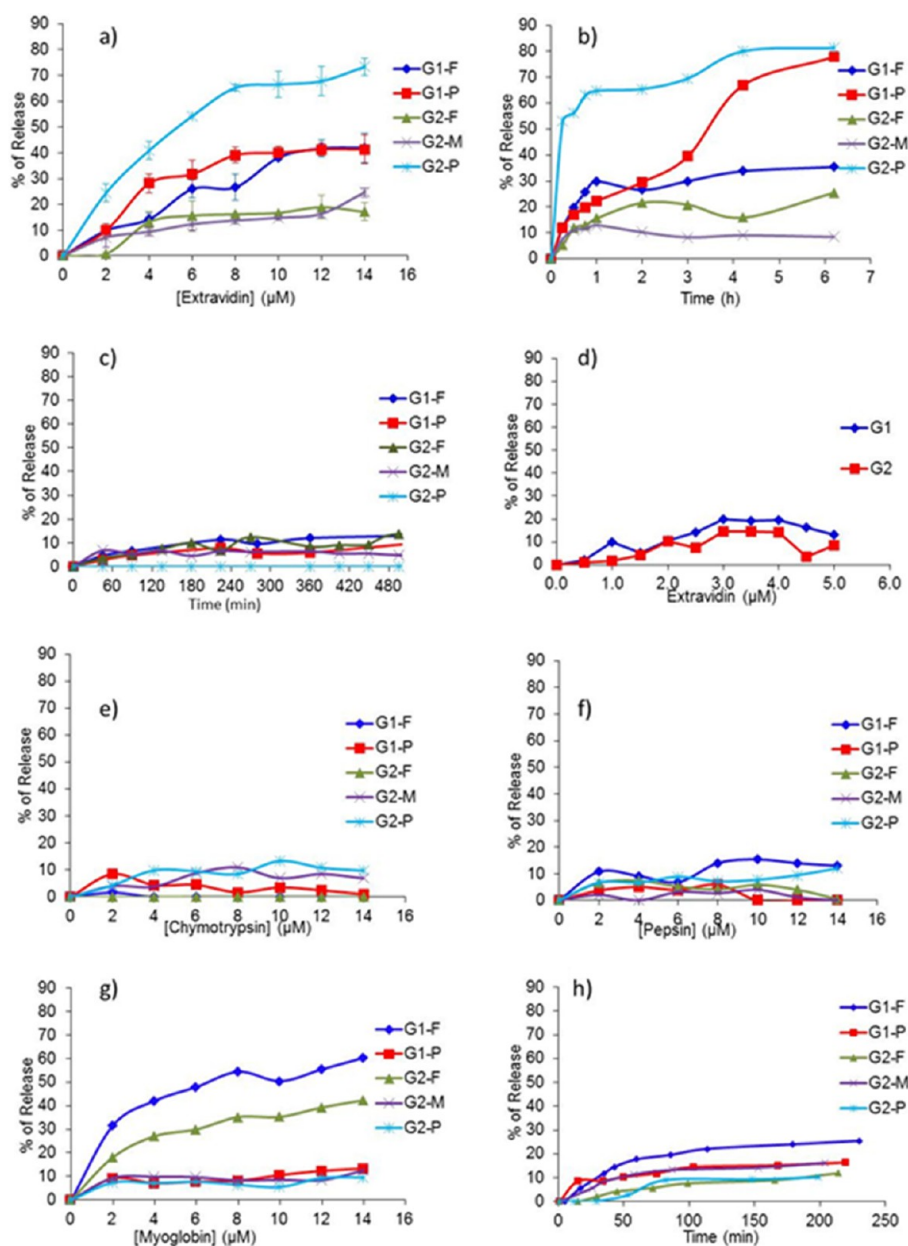 a)
% of Release
90
80
70
60
50
40
30
20
10
0
0 2 4 6 8 10 12 14 16
[Extravidin] (µM)
G1-F
G1-P
G2-F
G2-M
G2-P
b)
% of Release
90
80
70
60
50
40
30
20
10
0
0 1 2 3 4 5 6 7
Time (h)
G1-F
G1-P
G2-F
G2-M
G2-P
c)
% of Release
90
80
70
60
50
40
30
20
10
0
0 60 120 180 240 300 360 420 480
Time (min)
G1-F
G1-P
G2-F
G2-M
G2-P
d)
% of Release
90
80
70
60
50
40
30
20
10
0
0.0 1.0 2.0 3.0 4.0 5.0 6.0
Extravidin (µM)
G1
G2
e)
% of Release
90
80
70
60
50
40
30
20
10
0
0 2 4 6 8 10 12 14 16
[Chymotrypsin] (µM)
G1-F
G1-P
G2-F
G2-M
G2-P
f)
% of Release
90
80
70
60
50
40
30
20
10
0
0 2 4 6 8 10 12 14 16
[Pepsin] (µM)
G1-F
G1-P
G2-F
G2-M
G2-P
g)
% of Release
90
80
70
60
50
40
30
20
10
0
0 2 4 6 8 10 12 14 16
[Myoglobin] (µM)
G1-F
G1-P
G2-F
G2-M
G2-P
h)
% of Release
90
80
70
60
50
40
30
20
10
0
0 50 100 150 200 250
Time (min)
G1-F
G1-P
G2-F
G2-M
G2-P